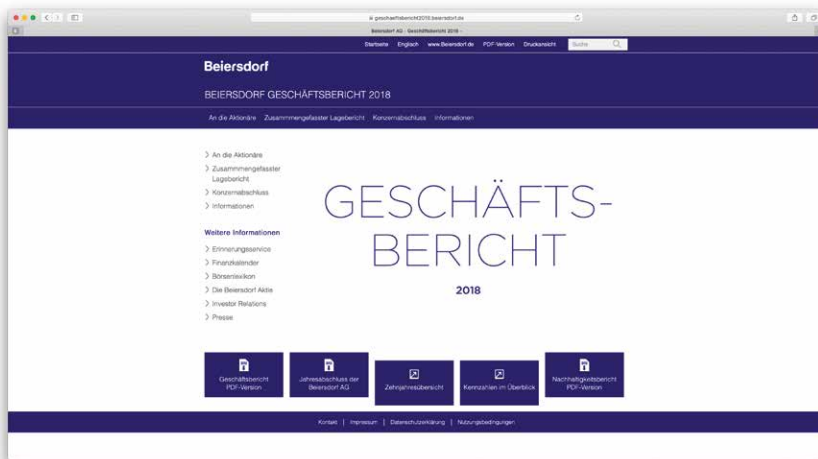 geschaeftsbericht2018.beiersdorf.de
Beiersdorf AG - Geschäftsbericht 2018 -
Startseite Englisch www.Beiersdorf.de PDF-Version Druckansicht Suche
Beiersdorf
BEIERSDORF GESCHÄFTSBERICHT 2018
An die Aktionäre Zusammmengefasster Lagebericht Konzernabschluss Informationen
An die Aktionäre
Zusammmengefasster
Lagebericht
Konzernabschluss
Informationen
Weitere Informationen
Erinnerungsservice
Finanzkalender
Börsenlexikon
Die Beiersdorf Aktie
Investor Relations
Presse
GESCHÄFTS-
BERICHT
2018
Geschäftsbericht
PDF-Version
Jahresabschluss der
Beiersdorf AG
Zehnjahresübersicht
Kennzahlen im Überblick
Nachhaltigkeitsbericht
PDF-Version
Kontakt | Impressum | Datenschutzerklärung | Nutzungsbedingungen